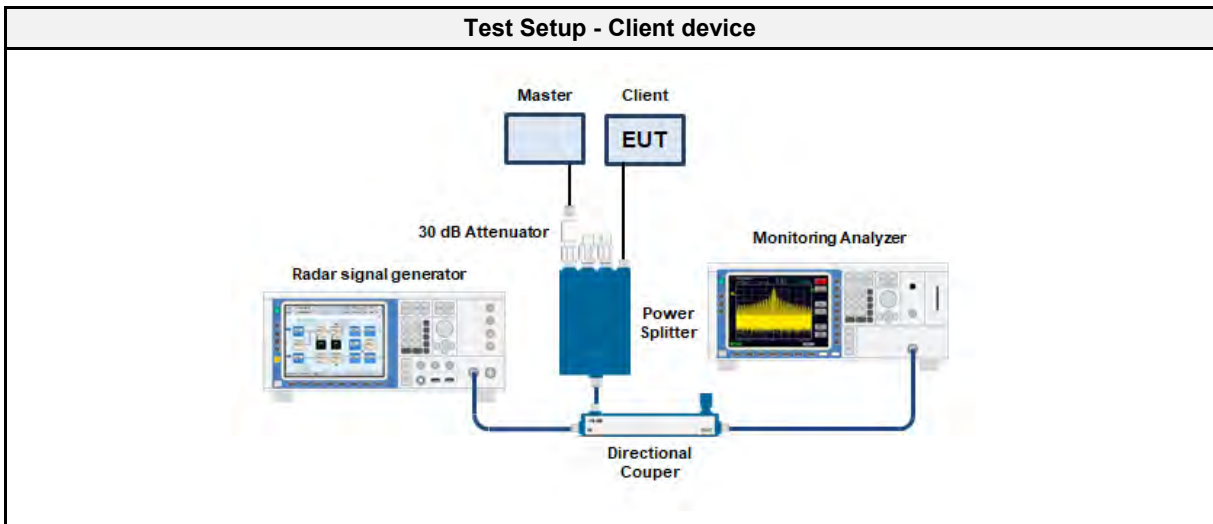 Test Setup - Client device
Master
Client
EUT
30 dB Attenuator
Monitoring Analyzer
Radar signal generator
Power
Splitter
Directional
Couper